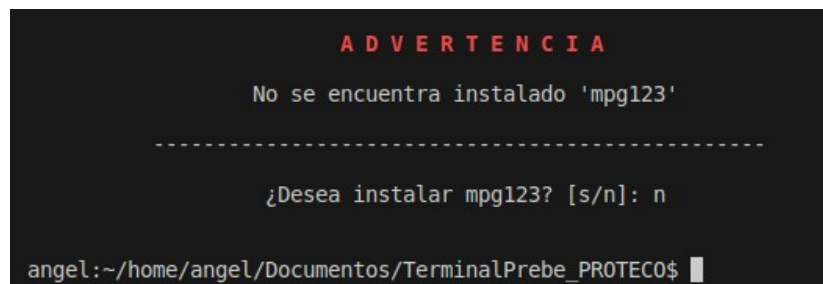 A D V E R T E N C I A
No se encuentra instalado 'mpg123'
-------------------------------------------------
¿Desea instalar mpg123? [s/n]: n
angel:~/home/angel/Documentos/TerminalPrebe_PROTECO$